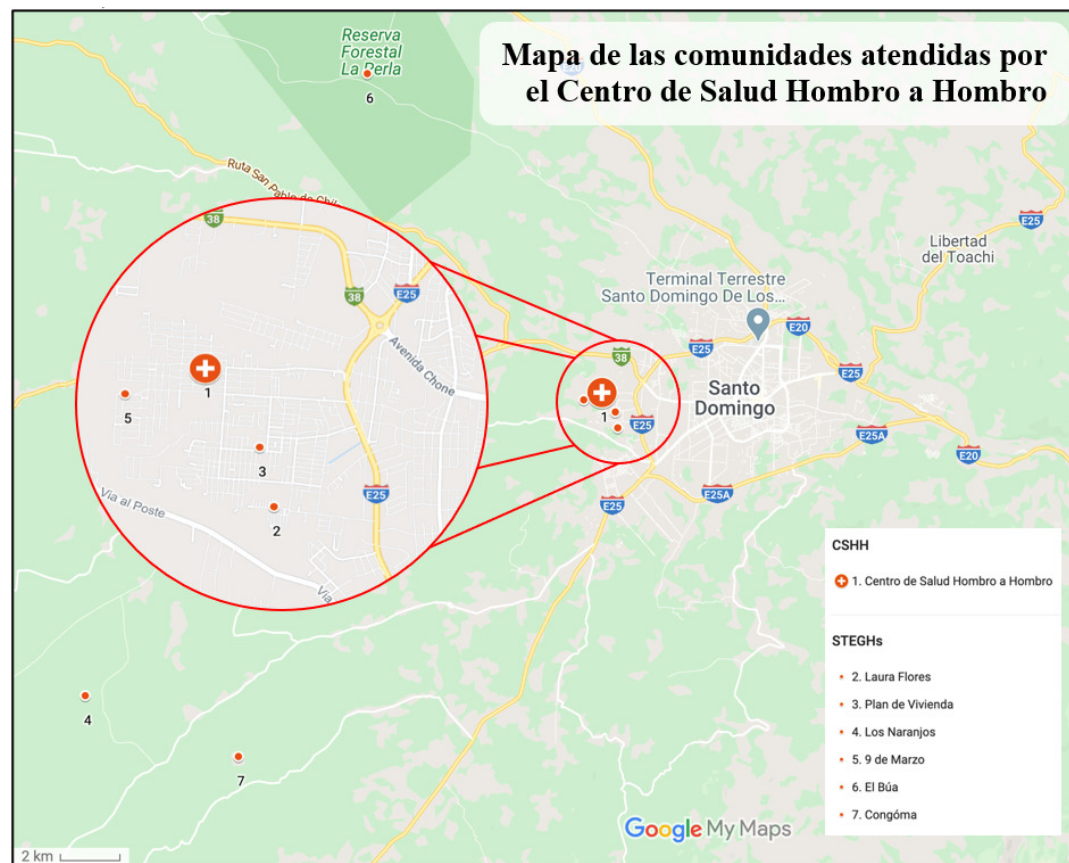 Mapa de las comunidades atendidas por
el Centro de Salud Hombro a Hombro
Reserva
Forestal
La Perla
6
Ruta San Pablo de Chil
38
38
E25
Avenida Chone
1
5
3
2
E25
Vía al Poste
Vía
Libertad
del Toachi
E25
Terminal Terrestre
Santo Domingo De Los...
E20
38
E25
E25
Santo
Domingo
1
E25
E25A
E20
E25A
E25
4
7
CSHH
1. Centro de Salud Hombro a Hombro
STEGHs
2. Laura Flores
3. Plan de Vivienda
4. Los Naranjos
5. 9 de Marzo
6. El Búa
7. Congóma
Google My Maps
2 km